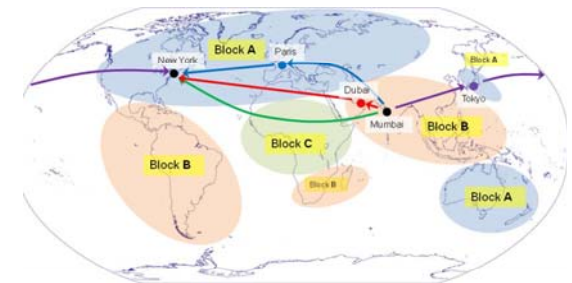 Block A
Paris
New York
Block A
Dubai
Tokyo
Mumbai
Block C
Block B
Block B
Block B
Block A